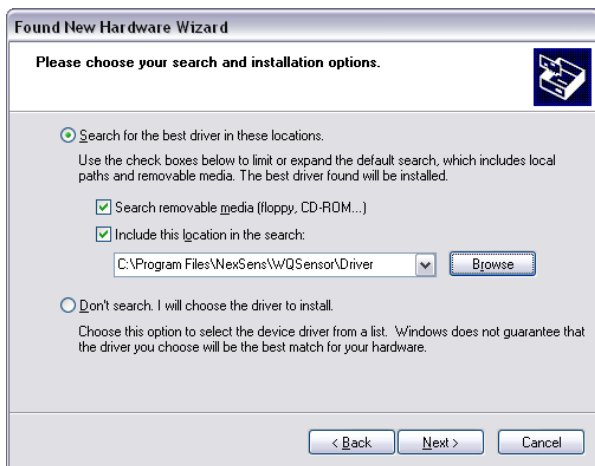 Found New Hardware Wizard
Please choose your search and installation options.
Search for the best driver in these locations.
Use the check boxes below to limit or expand the default search, which includes local
paths and removable media. The best driver found will be installed.
Search removable media (floppy, CD-ROM...)
Include this location in the search:
C:\Program Files\NexSens\WQSensor\Driver
Browse
Don't search. I will choose the driver to install.
Choose this option to select the device driver from a list. Windows does not guarantee that
the driver you choose will be the best match for your hardware.
< Back
Next >
Cancel